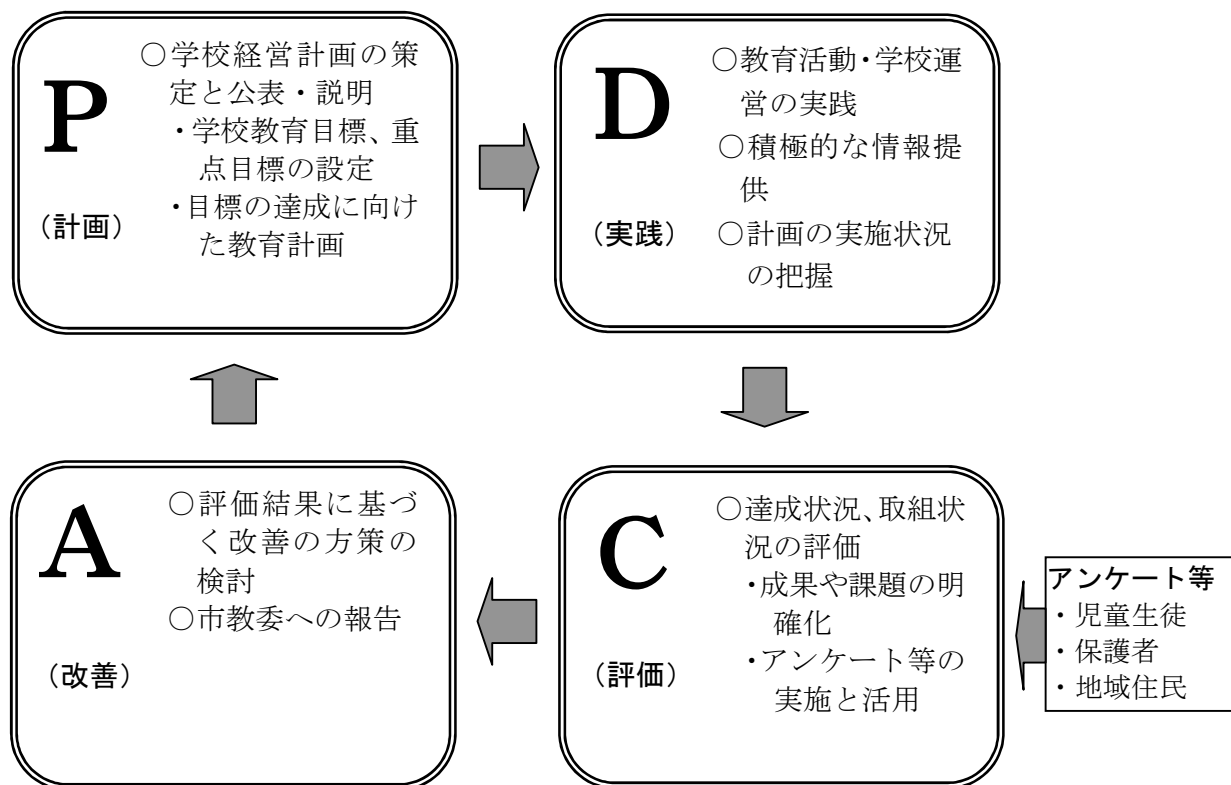 P
（計画）
○学校経営計画の策
定と公表・説明
・学校教育目標、重
点目標の設定
・目標の達成に向け
た教育計画
D
（実践）
○教育活動・学校運
営の実践
○積極的な情報提
供
○計画の実施状況
の把握
A
（改善）
○評価結果に基づ
く改善の方策の
検討
○市教委への報告
C
（評価）
○達成状況、取組状
況の評価
・成果や課題の明
確化
・アンケート等の
実施と活用
アンケート等
・児童生徒
・保護者
・地域住民